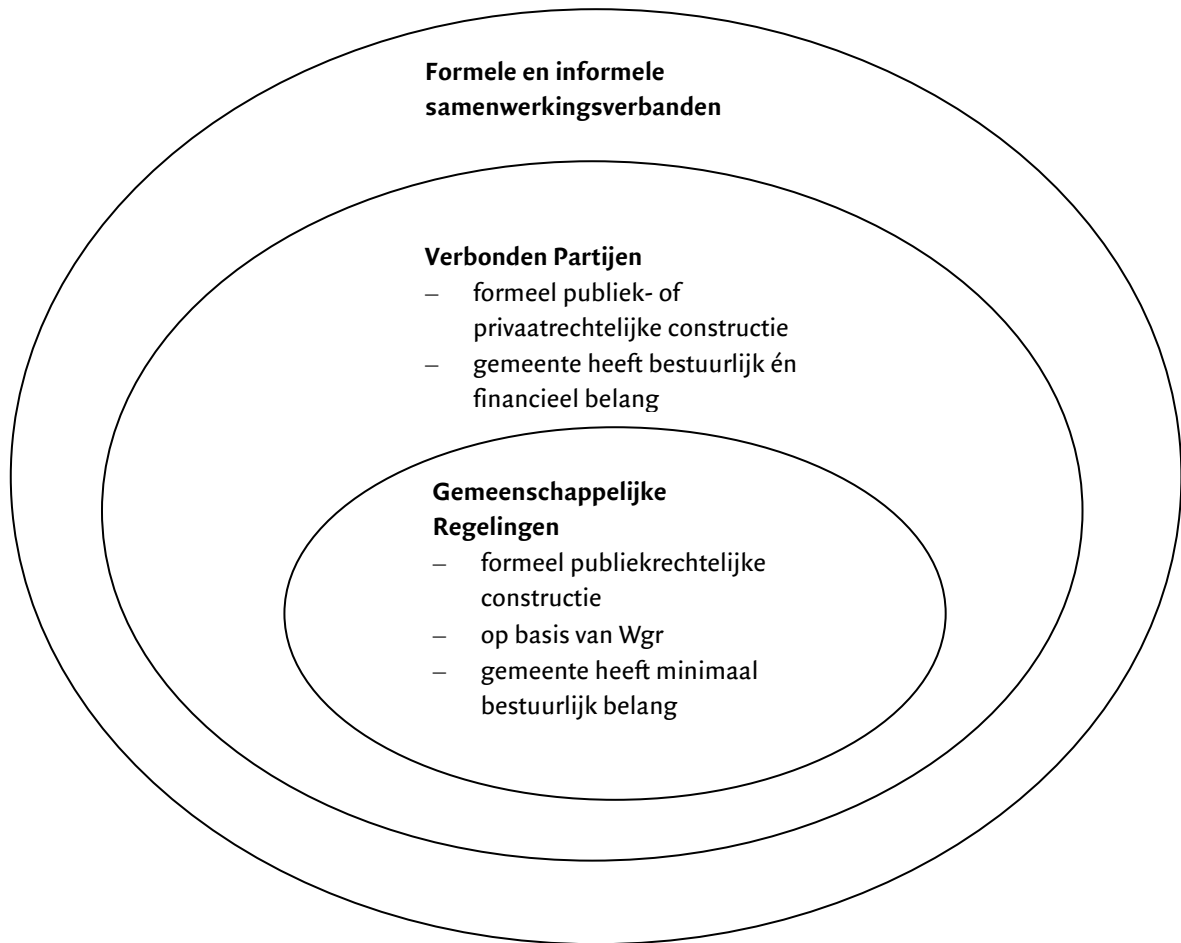 Formele en informele
samenwerkingsverbanden
Verbonden Partijen
– formeel publiek- of
privaatrechtelijke constructie
– gemeente heeft bestuurlijk én
financieel belang
Gemeenschappelijke
Regelingen
– formeel publiekrechtelijke
constructie
– op basis van Wgr
– gemeente heeft minimaal
bestuurlijk belang